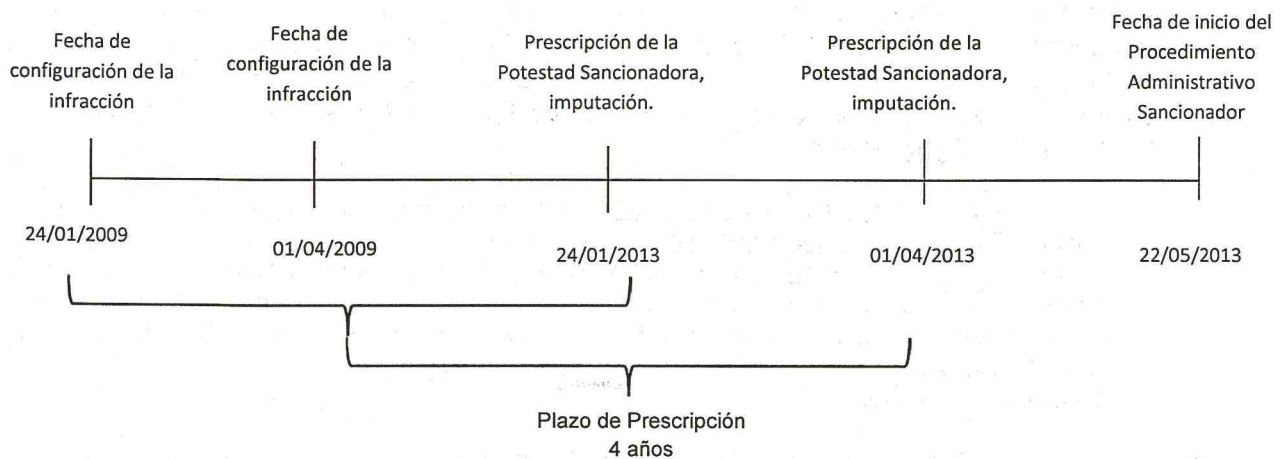 Fecha de
configuración de la
infracción
Fecha de
configuración de la
infracción
Prescripción de la
Potestad Sancionadora,
imputación.
Prescripción de la
Potestad Sancionadora,
imputación.
Fecha de inicio del
Procedimiento
Administrativo
Sancionador
24/01/2009
01/04/2009
24/01/2013
01/04/2013
22/05/2013
Plazo de Prescripción
4 años